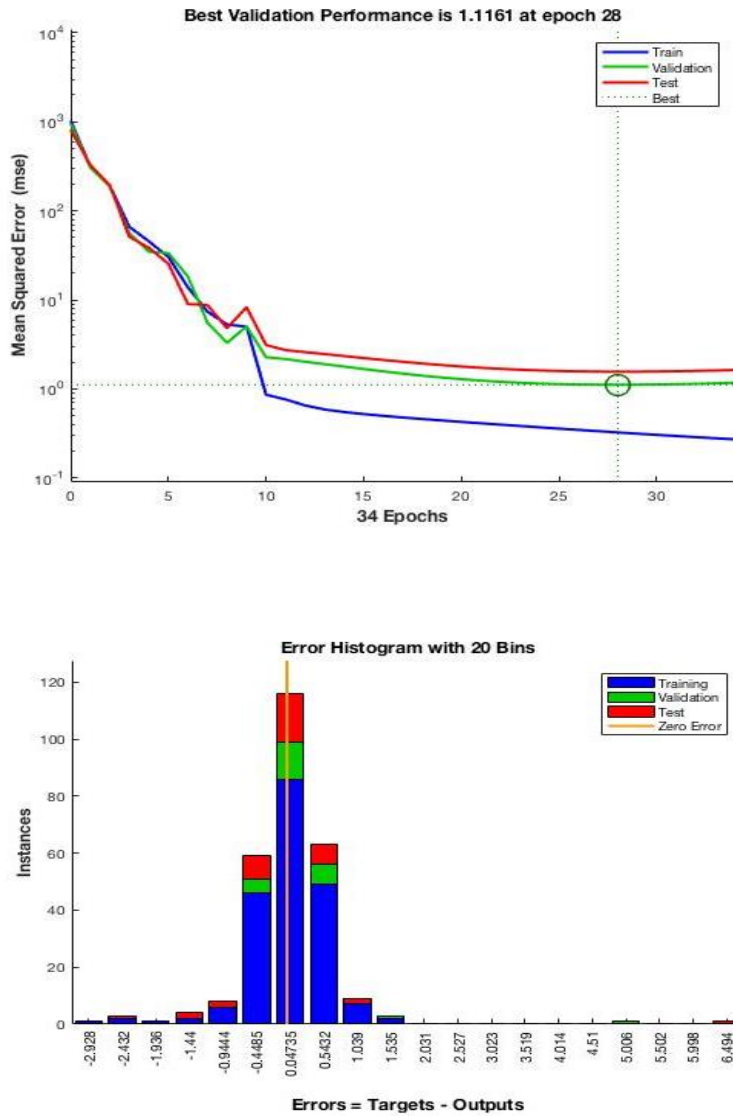 Best Validation Performance is 1.1161 at epoch 28
10^4
10^3
10^2
10^1
10^0
10^-1
Mean Squared Error (mse)
Train
Validation
Test
Best
0 5 10 15 20 25 30
34 Epochs
Error Histogram with 20 Bins
120
100
80
60
40
20
0
Instances
Training
Validation
Test
Zero Error
-2.928
-2.432
-1.936
-1.44
-0.9444
-0.4485
0.04735
0.5432
1.039
1.535
2.031
2.527
3.023
3.519
4.014
4.51
5.006
5.502
5.998
6.494
Errors = Targets - Outputs